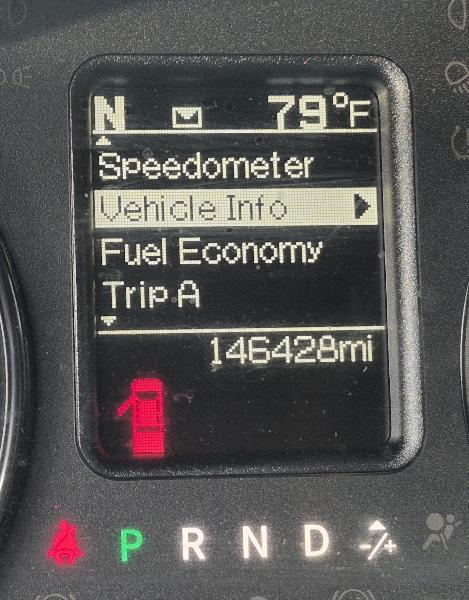 N 79°F
Speedometer
Vehicle Info
Fuel Economy
Trip A
146428mi
P R N D -/+